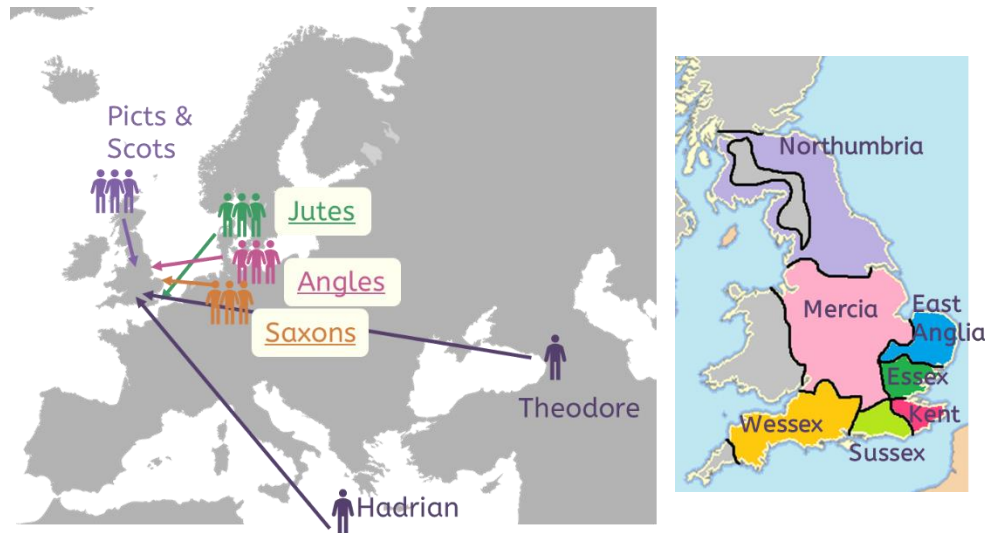 Picts &
Scots
Jutes
Angles
Saxons
Theodore
Hadrian
Northumbria
Mercia
East
Anglia
Essex
Kent
Wessex
Sussex